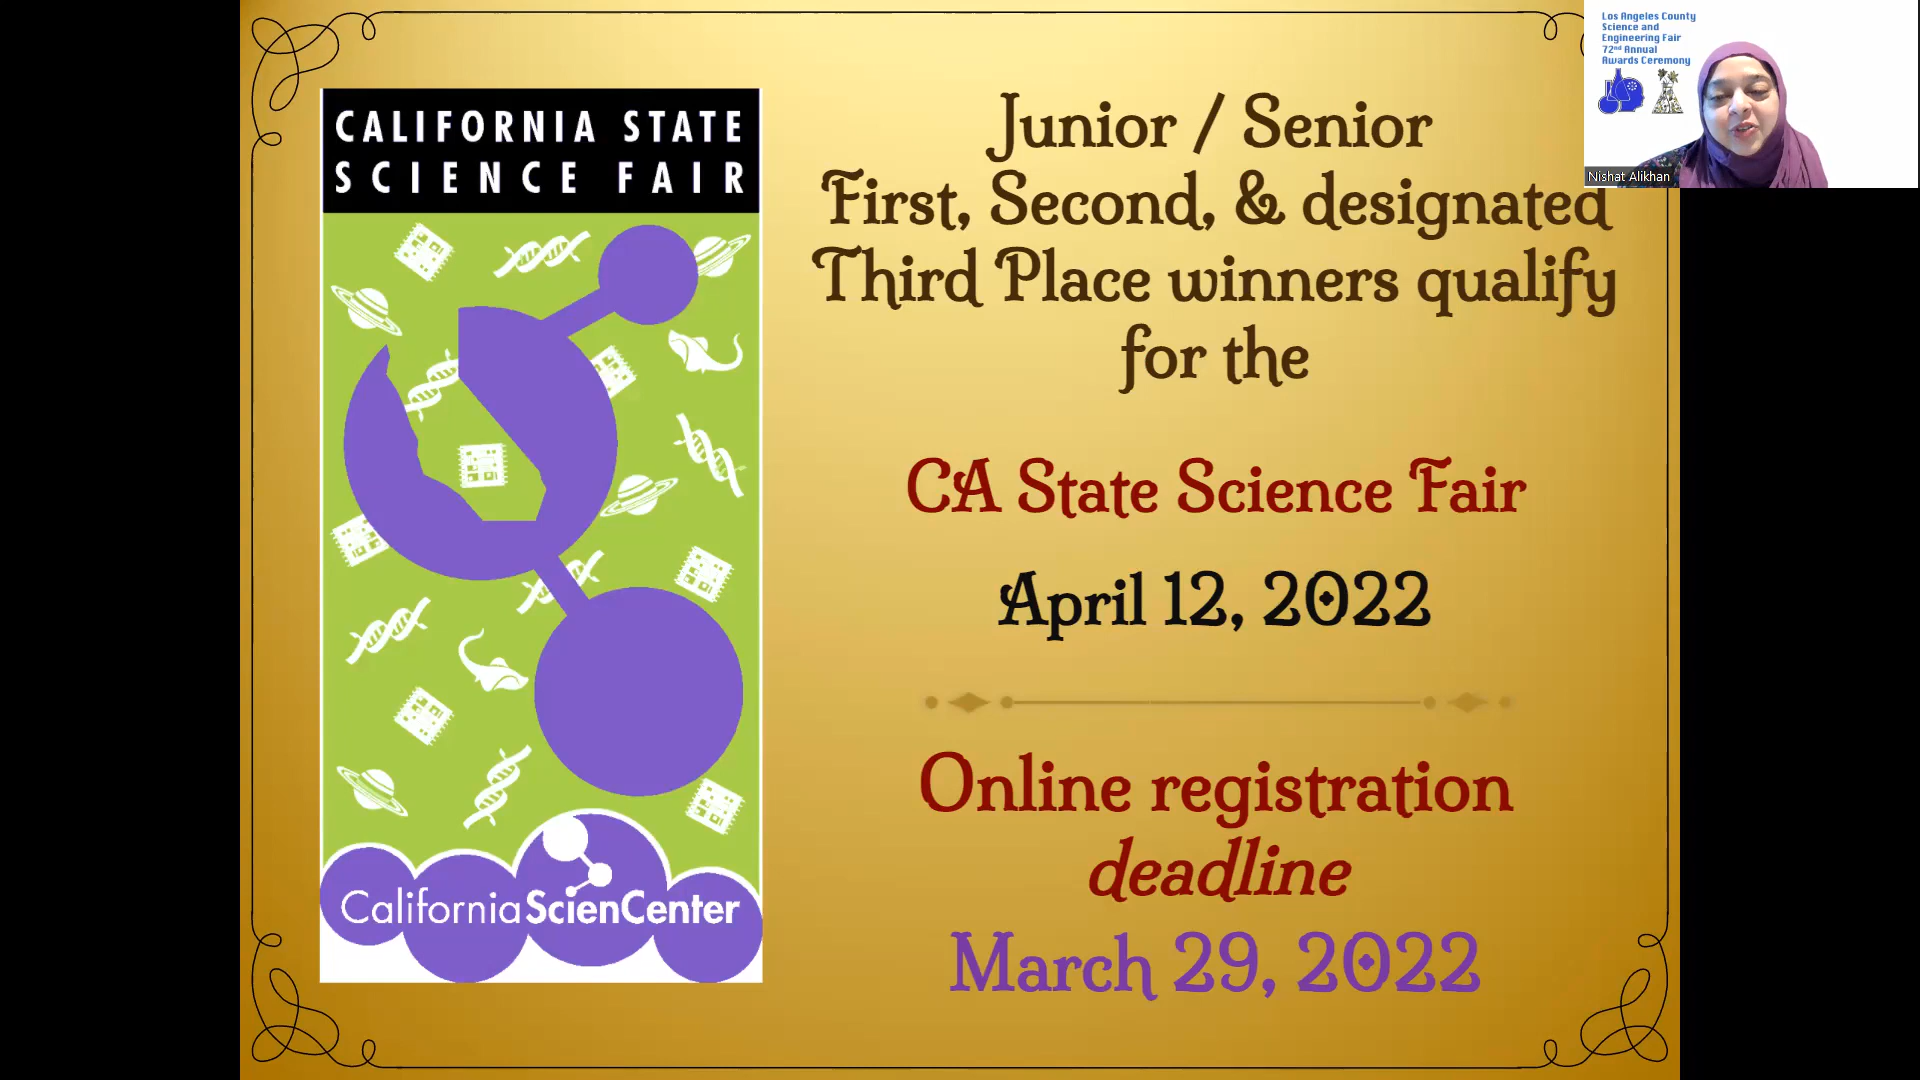 CALIFORNIA STATE
SCIENCE FAIR
California ScienCenter
Junior / Senior
First, Second, & designated
Third Place winners qualify
for the
CA State Science Fair
April 12, 2022
Online registration
deadline
March 29, 2022
Los Angeles County
Science and
Engineering Fair
72nd Annual
Awards Ceremony
Nishat Alikhan